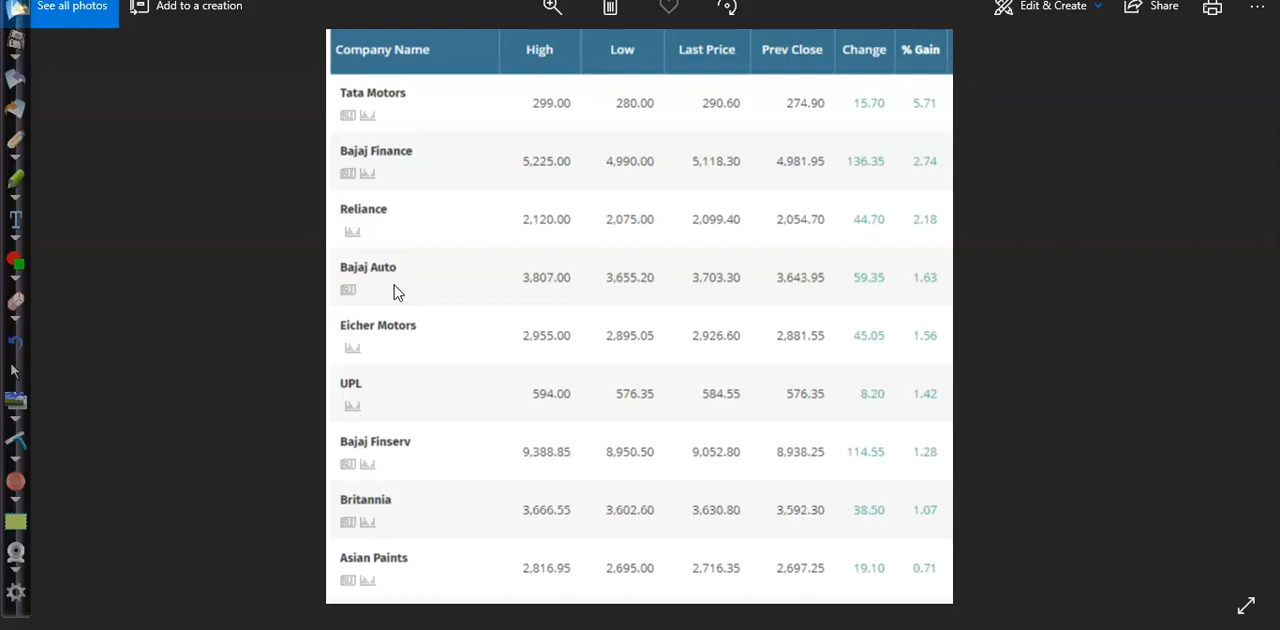 See all photos Add to a creation Edit & Create Share
Company Name High Low Last Price Prev Close Change % Gain
Tata Motors
299.00 280.00 290.60 274.90 15.70 5.71
Bajaj Finance
5,225.00 4,990.00 5,118.30 4,981.95 136.35 2.74
Reliance
2,120.00 2,075.00 2,099.40 2,054.70 44.70 2.18
Bajaj Auto
3,807.00 3,655.20 3,703.30 3,643.95 59.35 1.63
Eicher Motors
2,955.00 2,895.05 2,926.60 2,881.55 45.05 1.56
UPL
594.00 576.35 584.55 576.35 8.20 1.42
Bajaj Finserv
9,388.85 8,950.50 9,052.80 8,938.25 114.55 1.28
Britannia
3,666.55 3,602.60 3,630.80 3,592.30 38.50 1.07
Asian Paints
2,816.95 2,695.00 2,716.35 2,697.25 19.10 0.71